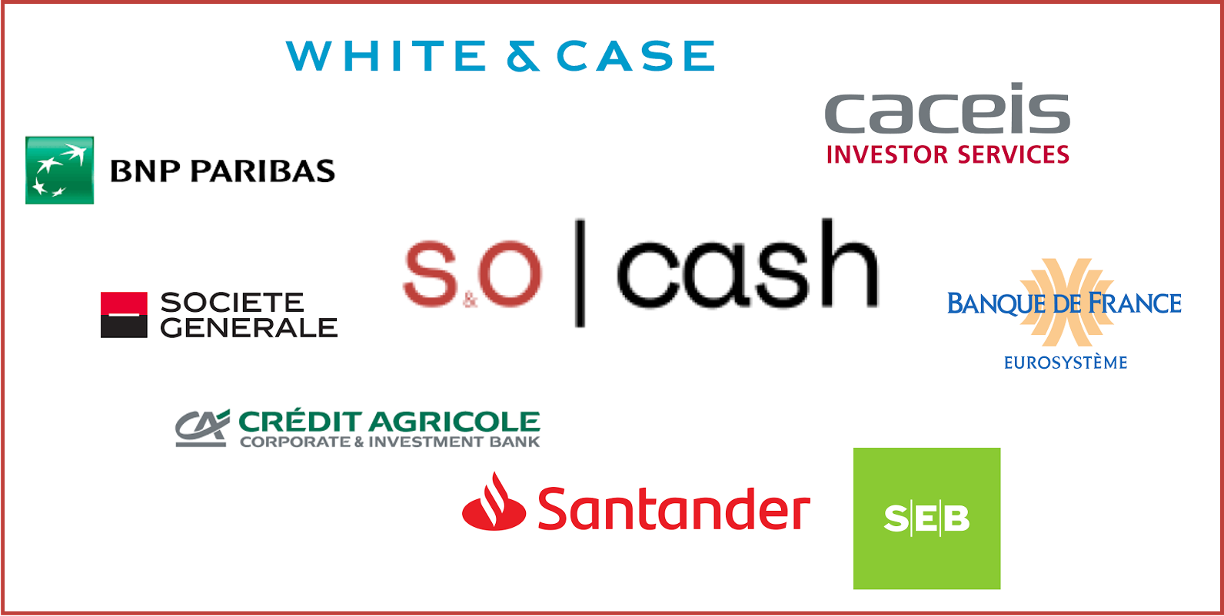 WHITE & CASE
caceis
INVESTOR SERVICES
BNP PARIBAS
s&o | cash
SOCIETE
GENERALE
BANQUE DE FRANCE
EUROSYSTÈME
CA CRÉDIT AGRICOLE
CORPORATE & INVESTMENT BANK
Santander
S|E|B